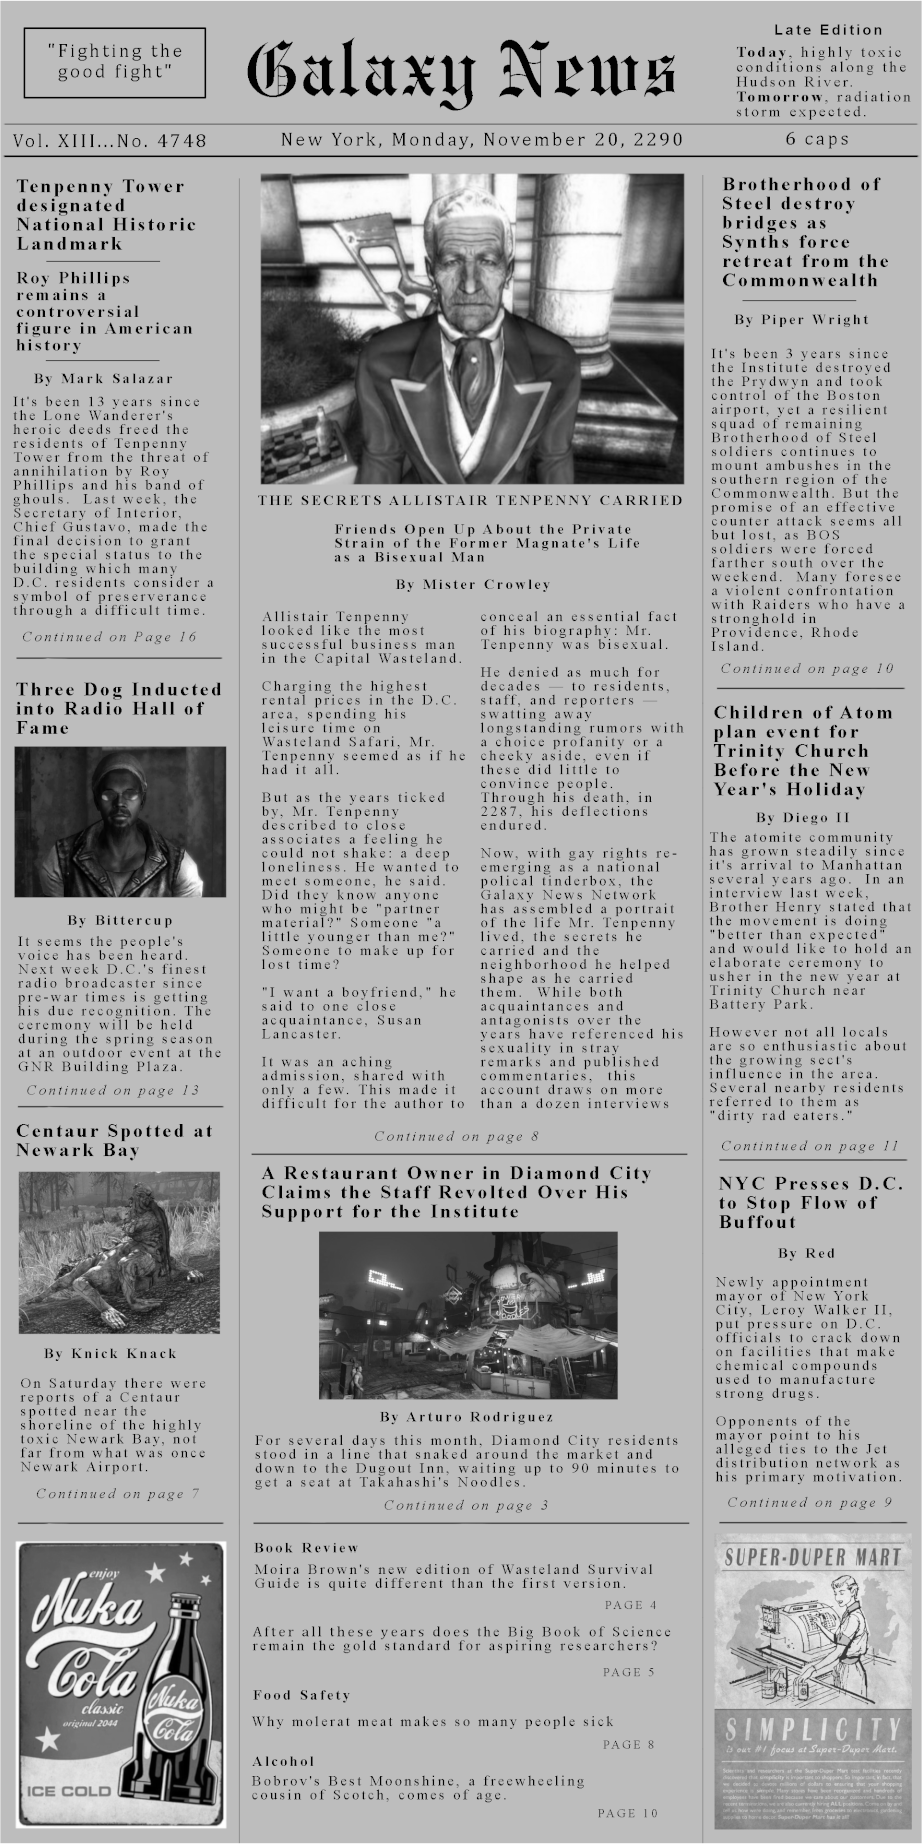 "Fighting the
good fight"
Galaxy News
Late Edition
Today, highly toxic
conditions along the
Hudson River.
Tomorrow, radiation
storm expected.
Vol. XIII...No. 4748
New York, Monday, November 20, 2290
6 caps
Tenpenny Tower
designated
National Historic
Landmark
Roy Phillips
remains a
controversial
figure in American
history
By Mark Salazar
It's been 13 years since
the Lone Wanderer's
heroic deeds freed the
residents of Tenpenny
Tower from the threat of
annihilation by Roy
Phillips and his band of
ghouls. Last week, the
Secretary of Interior,
Chief Gustavo, made the
final decision to grant
the special status to the
building which many
D.C. residents consider a
symbol of preserverance
through a difficult time.
Continued on Page 16
Three Dog Inducted
into Radio Hall of
Fame
By Bittercup
It seems the people's
voice has been heard.
Next week D.C.'s finest
radio broadcaster since
pre-war times is getting
his due recognition. The
ceremony will be held
during the spring season
at an outdoor event at the
GNR Building Plaza.
Continued on page 13
Centaur Spotted at
Newark Bay
By Knick Knack
On Saturday there were
reports of a Centaur
spotted near the
shoreline of the highly
toxic Newark Bay, not
far from what was once
Newark Airport.
Continued on page 7
enjoy
Nuka
Cola
classic
original 2044
Nuka
Cola
ICE COLD
THE SECRETS ALLISTAIR TENPENNY CARRIED
Friends Open Up About the Private
Strain of the Former Magnate's Life
as a Bisexual Man
By Mister Crowley
Allistair Tenpenny
looked like the most
successful business man
in the Capital Wasteland.
Charging the highest
rental prices in the D.C.
area, spending his
leisure time on
Wasteland Safari, Mr.
Tenpenny seemed as if he
had it all.
But as the years ticked
by, Mr. Tenpenny
described to close
associates a feeling he
could not shake: a deep
loneliness. He wanted to
meet someone, he said.
Did they know anyone
who might be "partner
material?" Someone "a
little younger than me?"
Someone to make up for
lost time?
"I want a boyfriend," he
said to one close
acquaintance, Susan
Lancaster.
It was an aching
admission, shared with
only a few. This made it
difficult for the author to
conceal an essential fact
of his biography: Mr.
Tenpenny was bisexual.
He denied as much for
decades — to residents,
staff, and reporters —
swatting away
longstanding rumors with
a choice profanity or a
cheeky aside, even if
these did little to
convince people.
Through his death, in
2287, his deflections
endured.
Now, with gay rights re-
emerging as a national
polical tinderbox, the
Galaxy News Network
has assembled a portrait
of the life Mr. Tenpenny
lived, the secrets he
carried and the
neighborhood he helped
shape as he carried
them. While both
acquaintances and
antagonists over the
years have referenced his
sexuality in stray
remarks and published
commentaries, this
account draws on more
than a dozen interviews
Continued on page 8
A Restaurant Owner in Diamond City
Claims the Staff Revolted Over His
Support for the Institute
By Arturo Rodriguez
For several days this month, Diamond City residents
stood in a line that snaked around the market and
down to the Dugout Inn, waiting up to 90 minutes to
get a seat at Takahashi's Noodles.
Continued on page 3
Book Review
Moira Brown's new edition of Wasteland Survival
Guide is quite different than the first version.
PAGE 4
After all these years does the Big Book of Science
remain the gold standard for aspiring researchers?
PAGE 5
Food Safety
Why molerat meat makes so many people sick
PAGE 8
Alcohol
Bobrov's Best Moonshine, a freewheeling
cousin of Scotch, comes of age.
PAGE 10
Brotherhood of
Steel destroy
bridges as
Synths force
retreat from the
Commonwealth
By Piper Wright
It's been 3 years since
the Institute destroyed
the Prydwyn and took
control of the Boston
airport, yet a resilient
squad of remaining
Brotherhood of Steel
soldiers continues to
mount ambushes in the
southern region of the
Commonwealth. But the
promise of an effective
counter attack seems all
but lost, as BOS
soldiers were forced
farther south over the
weekend. Many foresee
a violent confrontation
with Raiders who have a
stronghold in
Providence, Rhode
Island.
Continued on page 10
Children of Atom
plan event for
Trinity Church
Before the New
Year's Holiday
By Diego II
The atomite community
has grown steadily since
it's arrival to Manhattan
several years ago. In an
interview last week,
Brother Henry stated that
the movement is doing
"better than expected"
and would like to hold an
elaborate ceremony to
usher in the new year at
Trinity Church near
Battery Park.
However not all locals
are so enthusiastic about
the growing sect's
influence in the area.
Several nearby residents
referred to them as
"dirty rad eaters."
Contintued on page 11
NYC Presses D.C.
to Stop Flow of
Buffout
By Red
Newly appointment
mayor of New York
City, Leroy Walker II,
put pressure on D.C.
officials to crack down
on facilities that make
chemical compounds
used to manufacture
strong drugs.
Opponents of the
mayor point to his
alleged ties to the Jet
distribution network as
his primary motivation.
Continued on page 9
SUPER-DUPER MART
SIMPLICITY
is our #1 focus at Super-Duper Mart.